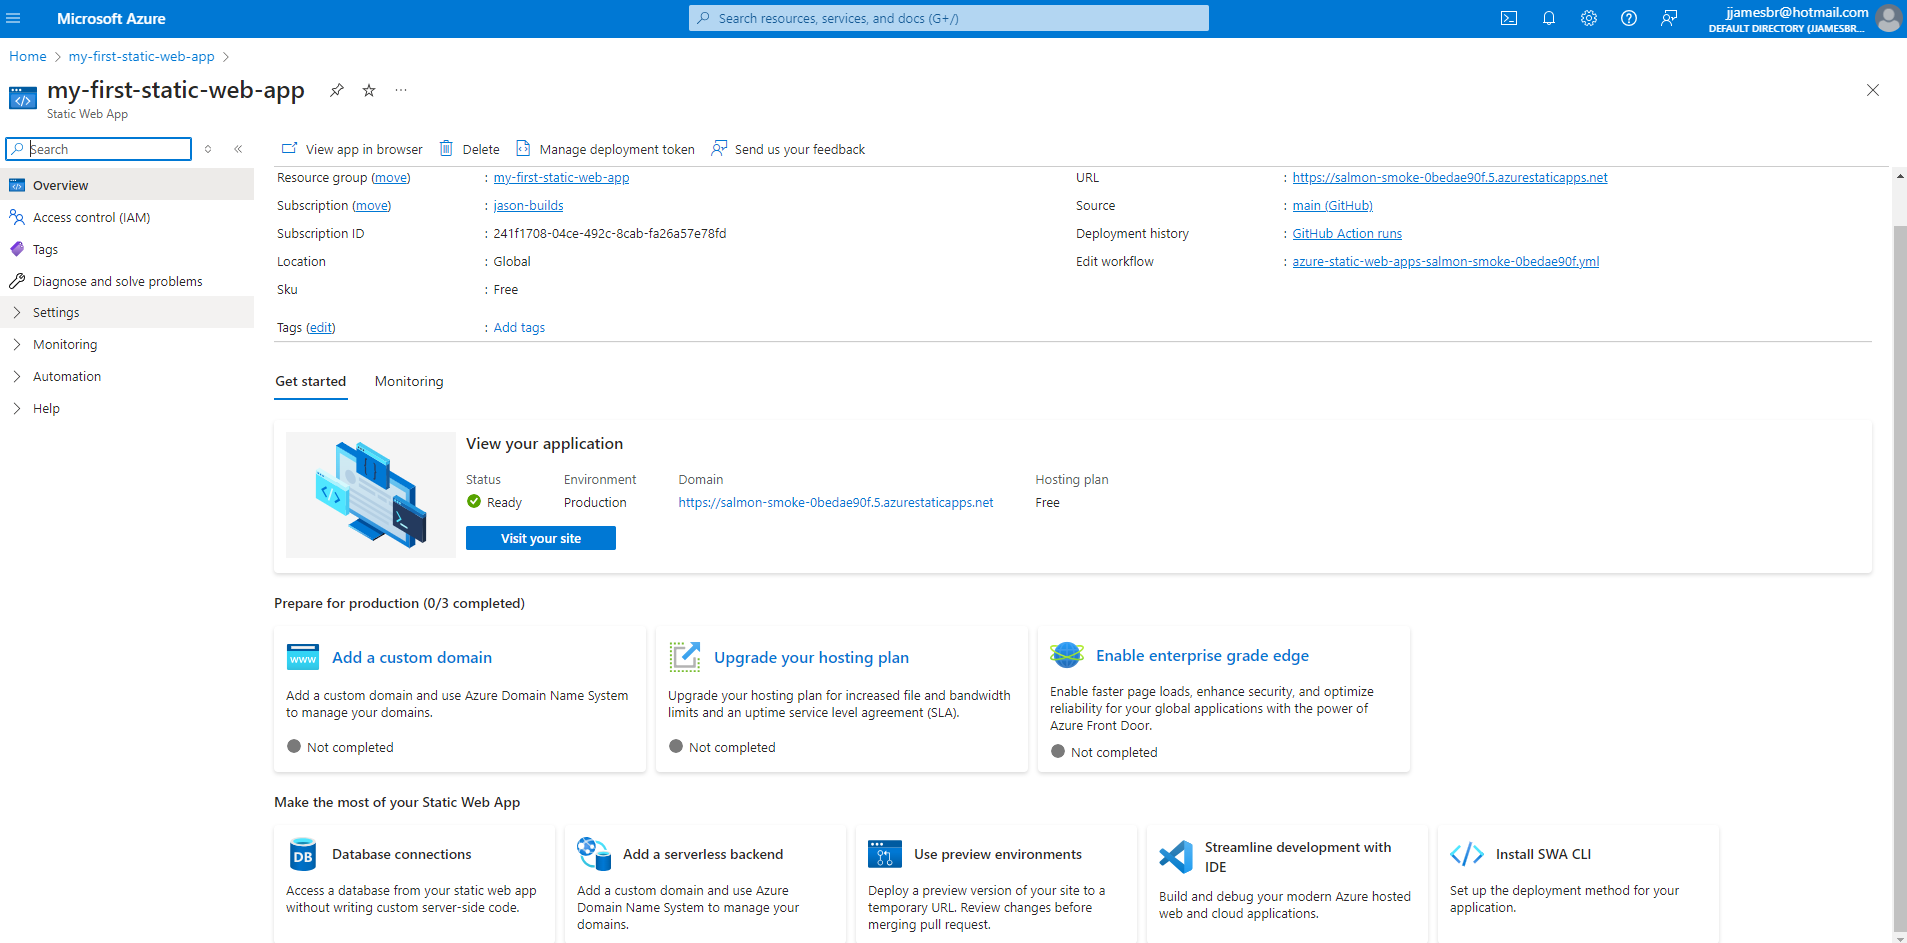 Microsoft Azure
Search resources, services, and docs (G+/)
jjamesbr@hotmail.com
DEFAULT DIRECTORY (JJAMESBR...
Home > my-first-static-web-app >
my-first-static-web-app
Static Web App
Search
Overview
Access control (IAM)
Tags
Diagnose and solve problems
Settings
Monitoring
Automation
Help
View app in browser Delete Manage deployment token Send us your feedback
Resource group (move) : my-first-static-web-app
Subscription (move) : jason-builds
Subscription ID : 241f1708-04ce-492c-8cab-fa26a57e78fd
Location : Global
Sku : Free
Tags (edit) : Add tags
URL : https://salmon-smoke-0bedae90f.5.azurestaticapps.net
Source : main (GitHub)
Deployment history : GitHub Action runs
Edit workflow : azure-static-web-apps-salmon-smoke-0bedae90f.yml
Get started Monitoring
View your application
Status Environment Domain Hosting plan
Ready Production https://salmon-smoke-0bedae90f.5.azurestaticapps.net Free
Visit your site
Prepare for production (0/3 completed)
www
Add a custom domain
Add a custom domain and use Azure Domain Name System
to manage your domains.
Not completed
Upgrade your hosting plan
Upgrade your hosting plan for increased file and bandwidth
limits and an uptime service level agreement (SLA).
Not completed
Enable enterprise grade edge
Enable faster page loads, enhance security, and optimize
reliability for your global applications with the power of
Azure Front Door.
Not completed
Make the most of your Static Web App
DB
Database connections
Access a database from your static web app
without writing custom server-side code.
Add a serverless backend
Add a custom domain and use Azure
Domain Name System to manage your
domains.
Use preview environments
Deploy a preview version of your site to a
temporary URL. Review changes before
merging pull request.
Streamline development with
IDE
Build and debug your modern Azure hosted
web and cloud applications.
Install SWA CLI
Set up the deployment method for your
application.